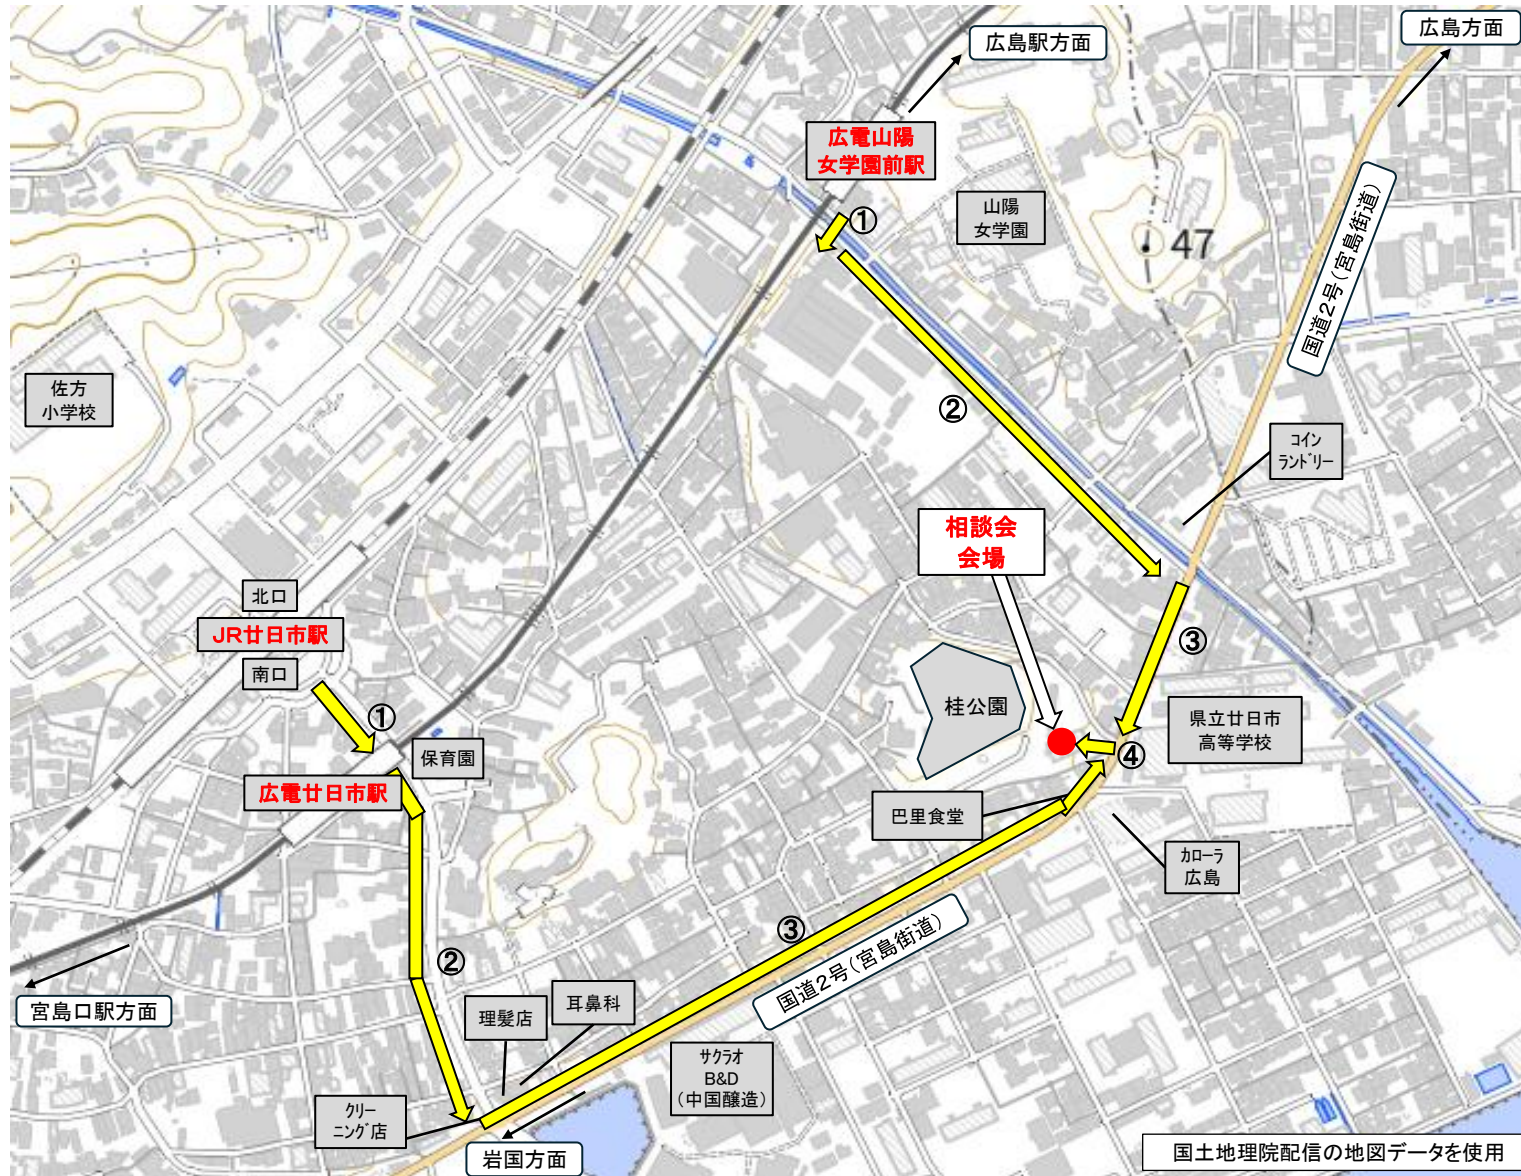 広島駅方面
広島方面
広電山陽
女学園前駅
①
山陽
女学園
47
国道2号(宮島街道)
佐方
小学校
②
コイン
ランドリー
相談会
会場
北口
JR廿日市駅
南口
③
桂公園
県立廿日市
高等学校
①
④
保育園
広電廿日市駅
巴里食堂
カローラ
広島
③
国道2号(宮島街道)
②
宮島口駅方面
理髪店
耳鼻科
サクラオ
B&D
(中国醸造)
クリー
ニング店
岩国方面
国土地理院配信の地図データを使用